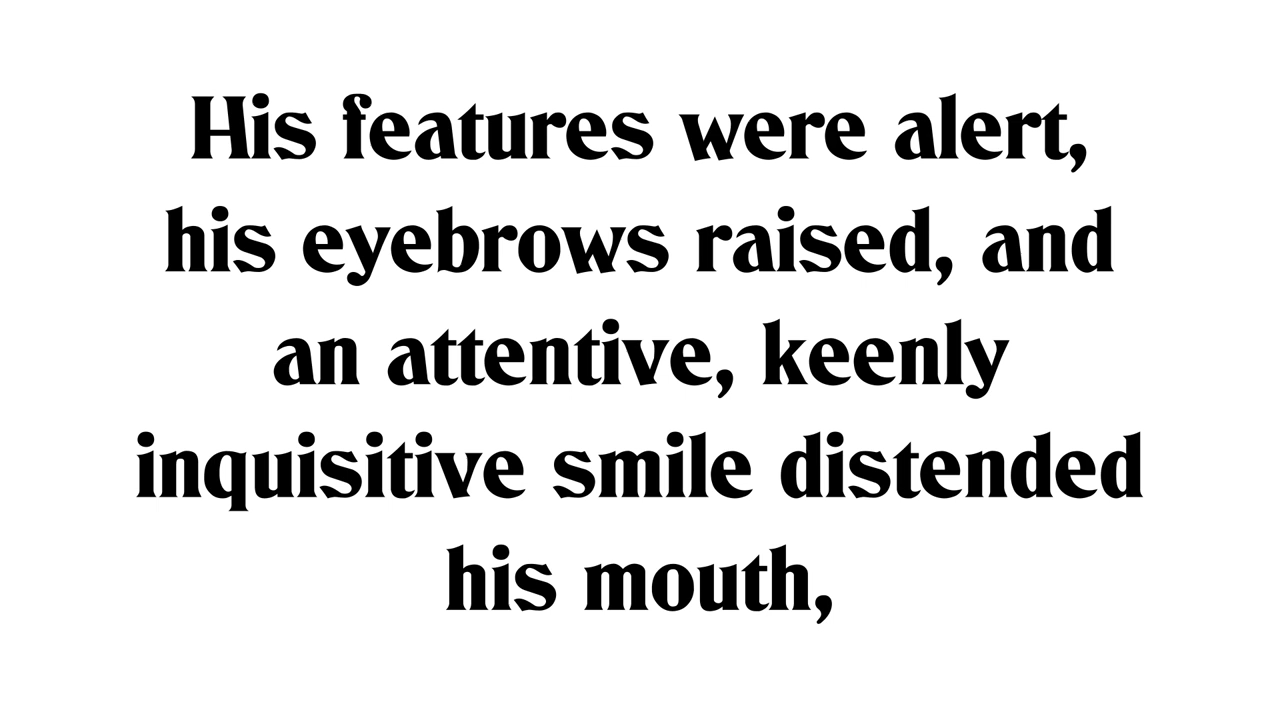 His features were alert,
his eyebrows raised, and
an attentive, keenly
inquisitive smile distended
his mouth,